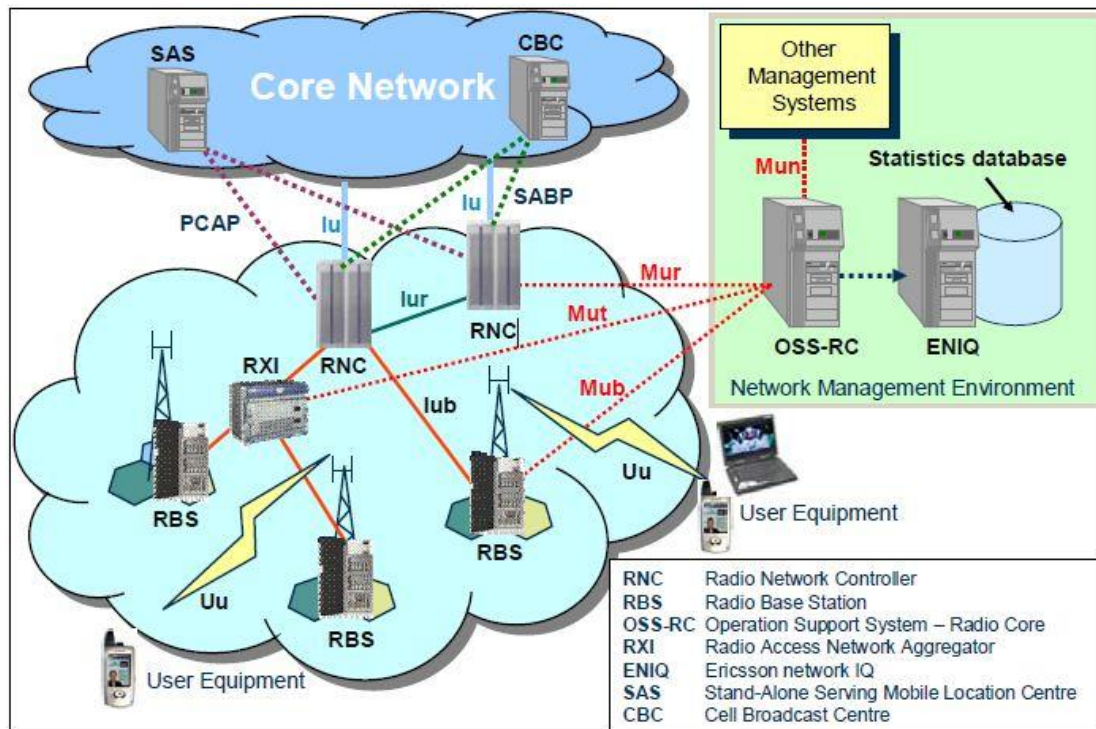 SAS
CBC
Core Network
Other
Management
Systems
Mun
Statistics database
PCAP
Iu
Iu
SABP
Mur
Iur
Mut
RNC
RNC
OSS-RC
ENIQ
RXI
Iub
Mub
Network Management Environment
Uu
RBS
RBS
User Equipment
Uu
RBS
User Equipment
RNC Radio Network Controller
RBS Radio Base Station
OSS-RC Operation Support System – Radio Core
RXI Radio Access Network Aggregator
ENIQ Ericsson network IQ
SAS Stand-Alone Serving Mobile Location Centre
CBC Cell Broadcast Centre